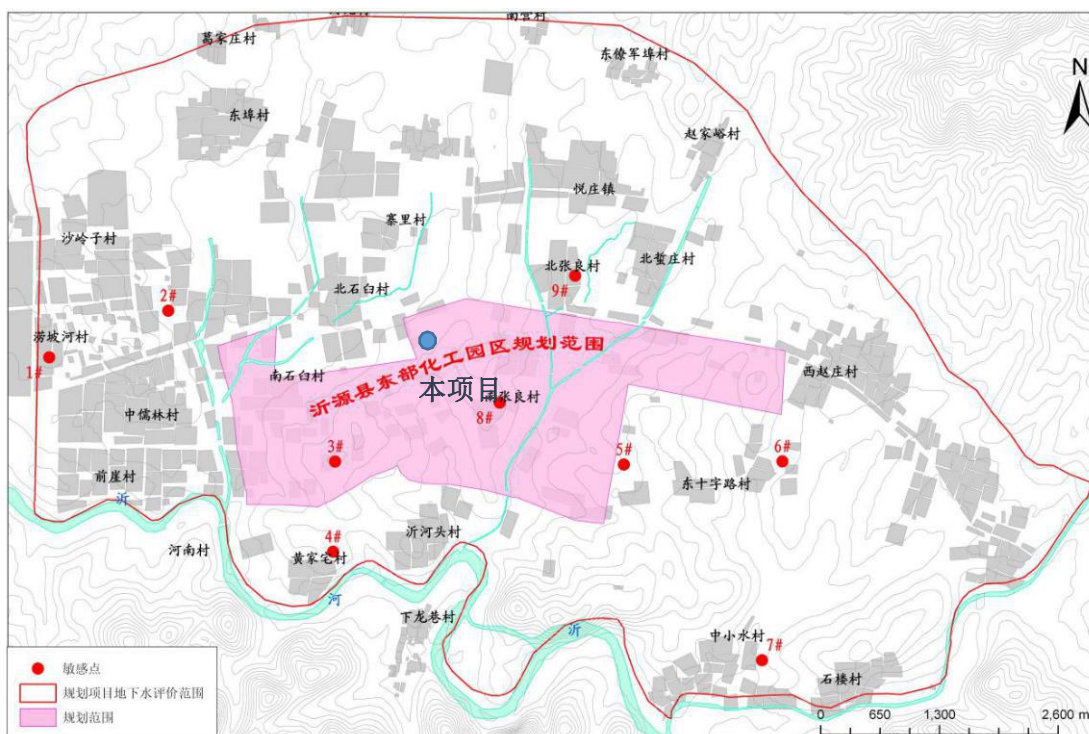 南营村
葛家庄村
东僚军埠村
N
东埠村
赵家峪村
悦庄镇
寨里村
沙岭子村
北张良村
北蜇庄村
9#
北石臼村
2#
涝坡河村
1#
沂源县东部化工园区规划范围
西赵庄村
南石臼村
本项目
南张良村
8#
中儒林村
3#
5#
6#
前崖村
东十字路村
沂
沂河头村
河南村
4#
黄家宅村
河
下龙巷村
沂
中小水村
7#
石楼村
敏感点
规划项目地下水评价范围
规划范围
0 650 1,300 2,600 m